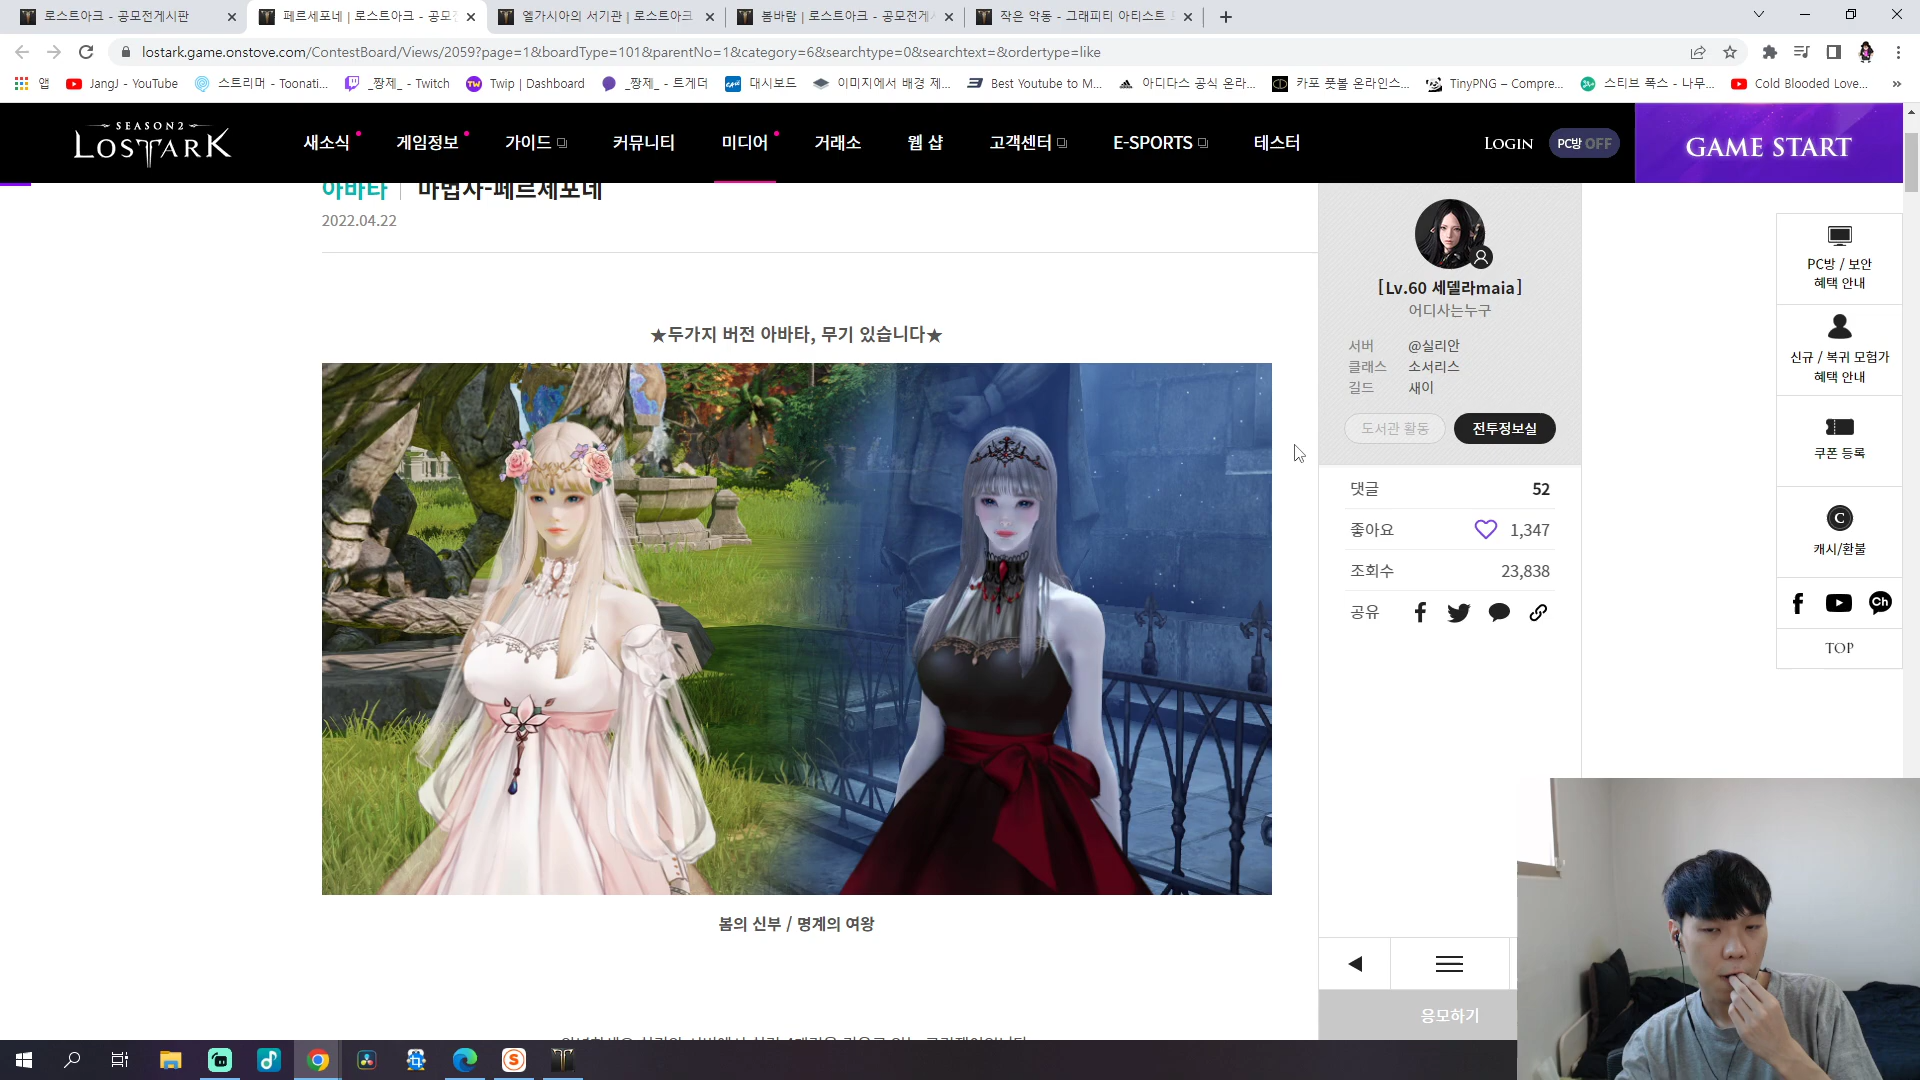 로스트아크 - 공모전게시판
페르세포네 | 로스트아크 - 공모전
엘가시아의 서기관 | 로스트아크
봄바람 | 로스트아크 - 공모전게시
작은 악동 - 그래피티 아티스트
lostark.game.onstove.com/ContestBoard/Views/2059?page=1&boardType=101&parentNo=1&category=6&searchtype=0&searchtext=&ordertype=like
앱
JangJ - YouTube
스트리머 - Toonati...
_짱제_ - Twitch
Twip | Dashboard
_짱제_ - 트게더
대시보드
이미지에서 배경 제...
Best Youtube to M...
아디다스 공식 온라...
카포 풋볼 온라인스...
TinyPNG – Compre...
스티브 폭스 - 나무...
Cold Blooded Love...
SEASON2
LOSTARK
새소식
게임정보
가이드
커뮤니티
미디어
거래소
웹 샵
고객센터
E-SPORTS
테스터
LOGIN
PC방 OFF
GAME START
아바타 | 마법사-페르세포네
2022.04.22
★두가지 버전 아바타, 무기 있습니다★
봄의 신부 / 명계의 여왕
[Lv.60 세델라maia]
어디사는누구
서버 @실리안
클래스 소서리스
길드 새이
도서관 활동
전투정보실
댓글 52
좋아요 1,347
조회수 23,838
공유
응모하기
PC방 / 보안
혜택 안내
신규 / 복귀 모험가
혜택 안내
쿠폰 등록
C
캐시/환불
Ch
TOP